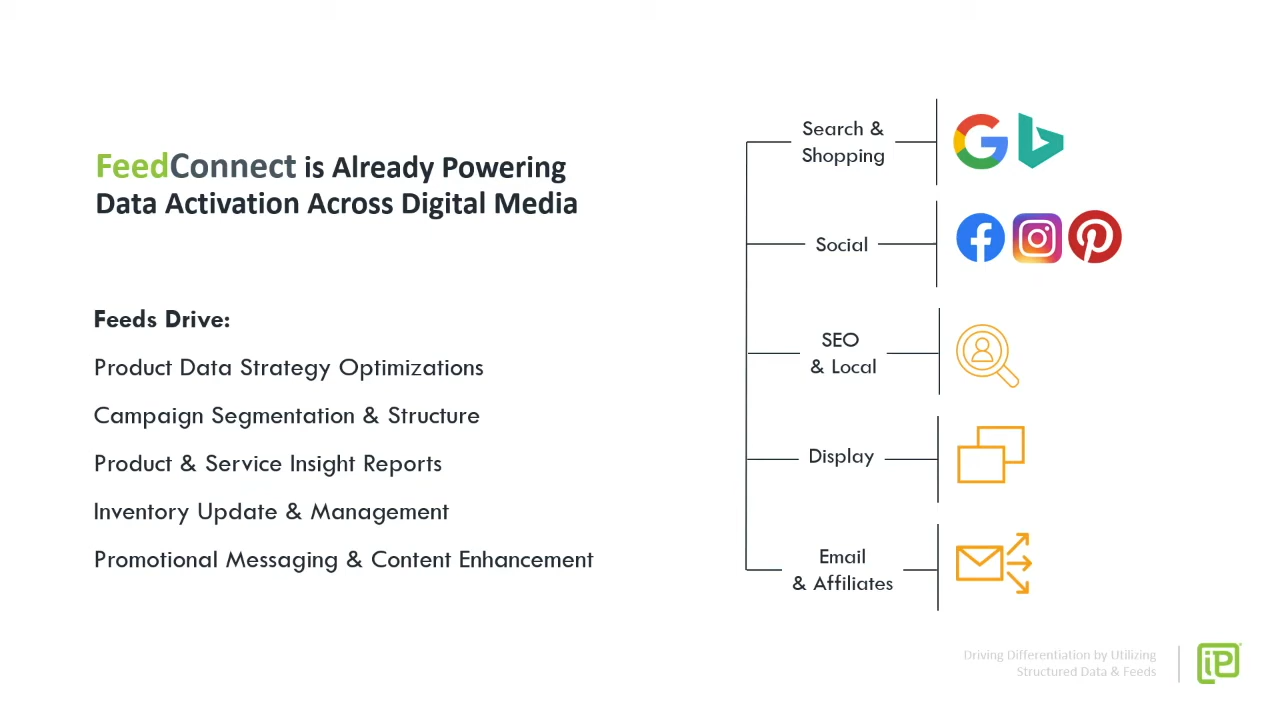 FeedConnect is Already Powering
Data Activation Across Digital Media
Feeds Drive:
Product Data Strategy Optimizations
Campaign Segmentation & Structure
Product & Service Insight Reports
Inventory Update & Management
Promotional Messaging & Content Enhancement
Search &
Shopping
Social
SEO
& Local
Display
Email
& Affiliates
Driving Differentiation by Utilizing
Structured Data & Feeds
iP